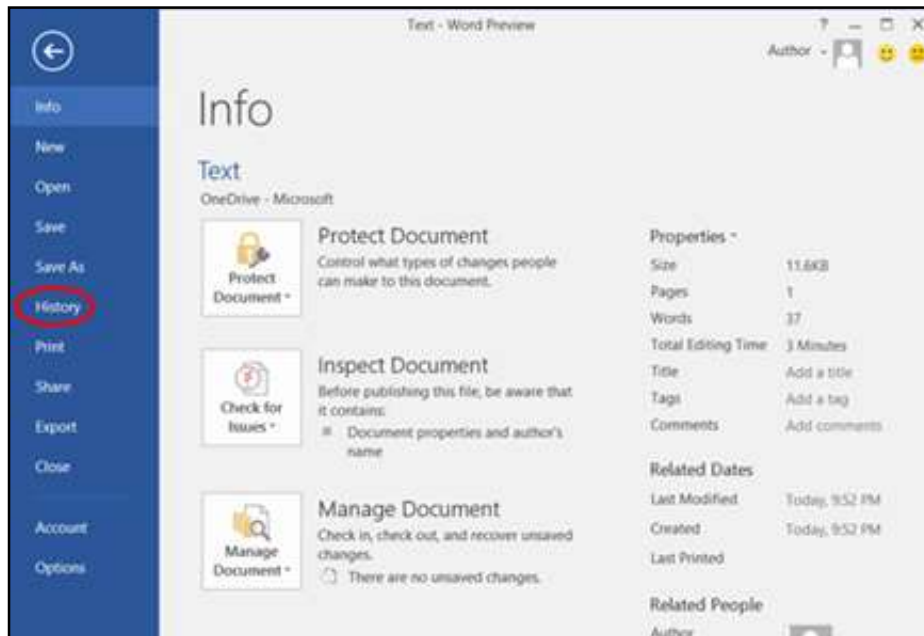 Text - Word Preview
?
Author
Info
New
Open
Save
Save As
History
Print
Share
Export
Close
Account
Options
Info
Text
OneDrive - Microsoft
Protect
Document
Protect Document
Control what types of changes people
can make to this document.
Check for
Issues
Inspect Document
Before publishing this file, be aware that
it contains:
Document properties and author's
name
Manage
Document
Manage Document
Check in, check out, and recover unsaved
changes.
There are no unsaved changes.
Properties
Size 11.6KB
Pages 1
Words 37
Total Editing Time 3 Minutes
Title Add a title
Tags Add a tag
Comments Add comments
Related Dates
Last Modified Today, 9:52 PM
Created Today, 9:52 PM
Last Printed
Related People
Author